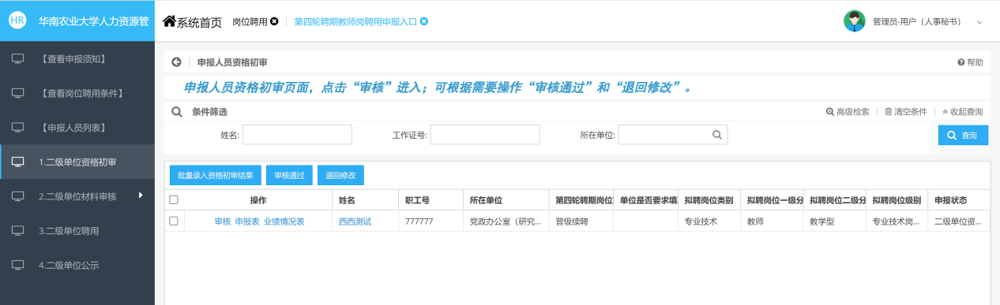 HR 华南农业大学人力资源管 系统首页 岗位聘用 第四轮聘期教师岗聘用申报入口 管理员-用户（人事秘书）
【查看申报须知】
【查看岗位聘用条件】
【申报人员列表】
1.二级单位资格初审
2.二级单位材料审核
3.二级单位聘用
4.二级单位公示
申报人员资格初审 帮助
申报人员资格初审页面，点击“审核”进入；可根据需要操作“审核通过”和“退回修改”。
条件筛选 高级检索 清空条件 收起查询
姓名: 工作证号: 所在单位: 查询
批量录入资格初审结果 审核通过 退回修改
操作 姓名 职工号 所在单位 第四轮聘期岗位 单位是否要求填 拟聘岗位类别 拟聘岗位一级分 拟聘岗位二级分 拟聘岗位级别 申报状态
审核 申报表 业绩情况表 西西测试 777777 党政办公室（研究... 晋级续聘 专业技术 教师 教学型 专业技术岗... 二级单位资...